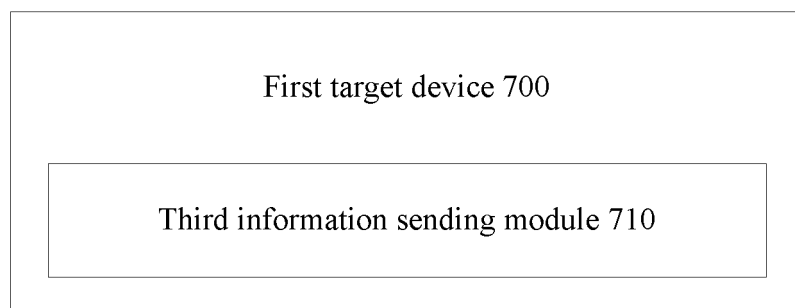 First target device 700
Third information sending module 710